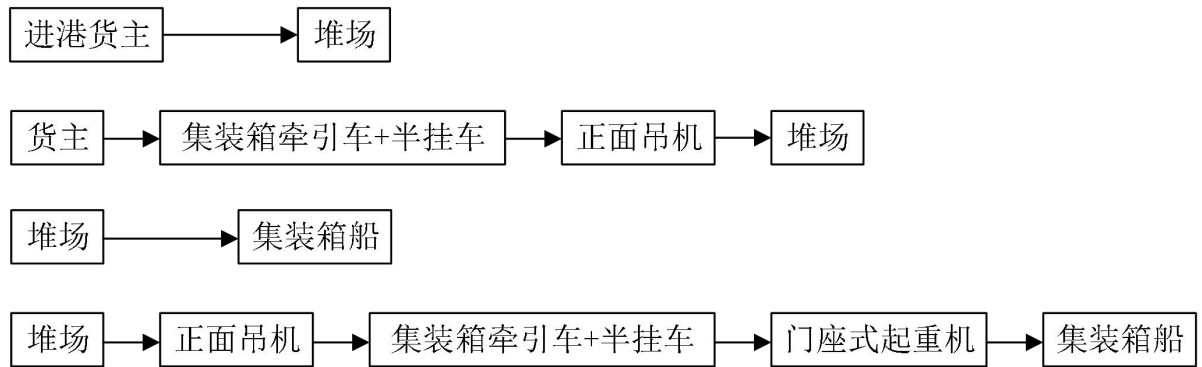 进港货主 堆场
货主 集装箱牵引车+半挂车 正面吊机 堆场
堆场 集装箱船
堆场 正面吊机 集装箱牵引车+半挂车 门座式起重机 集装箱船